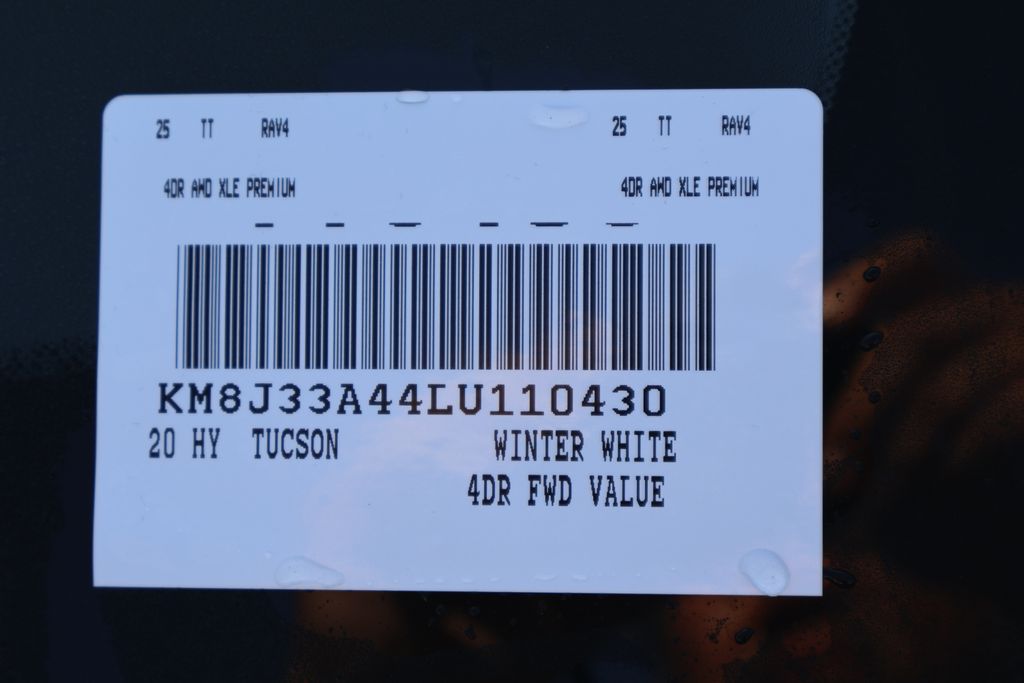 25 TT RAV4 25 TT RAV4
4DR AWD XLE PREMIUM 4DR AWD XLE PREMIUM
KM8J33A44LU110430
20 HY TUCSON WINTER WHITE
4DR FWD VALUE